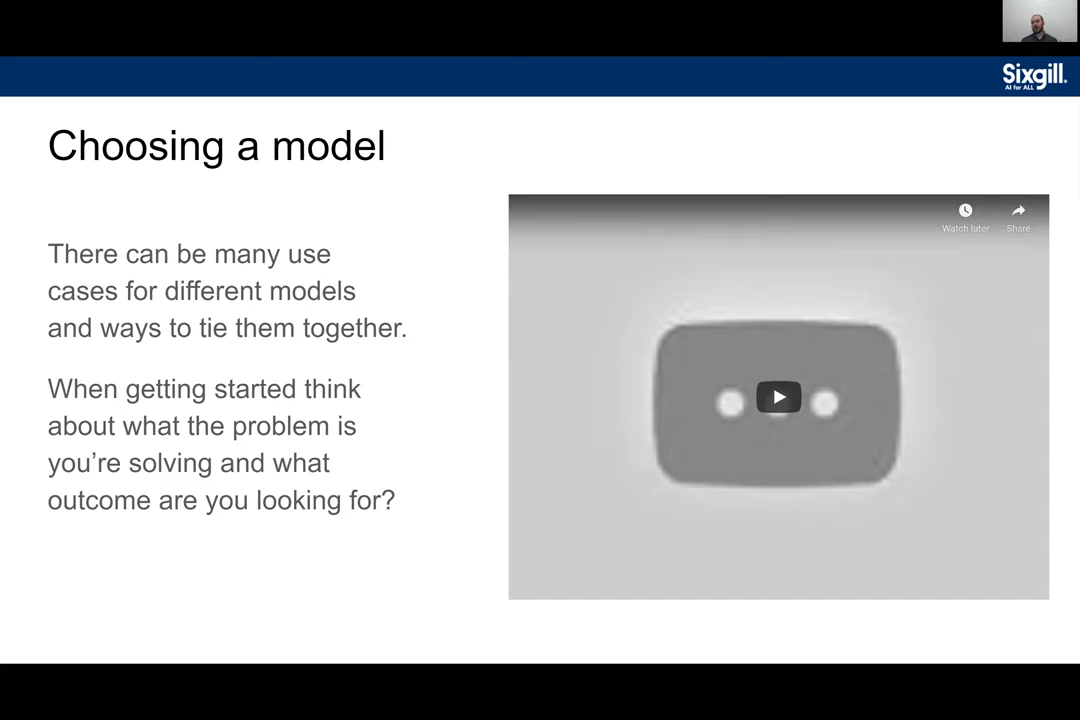 Sixgill.
AI for ALL
Choosing a model
Watch later
Share
There can be many use
cases for different models
and ways to tie them together.
When getting started think
about what the problem is
you’re solving and what
outcome are you looking for?